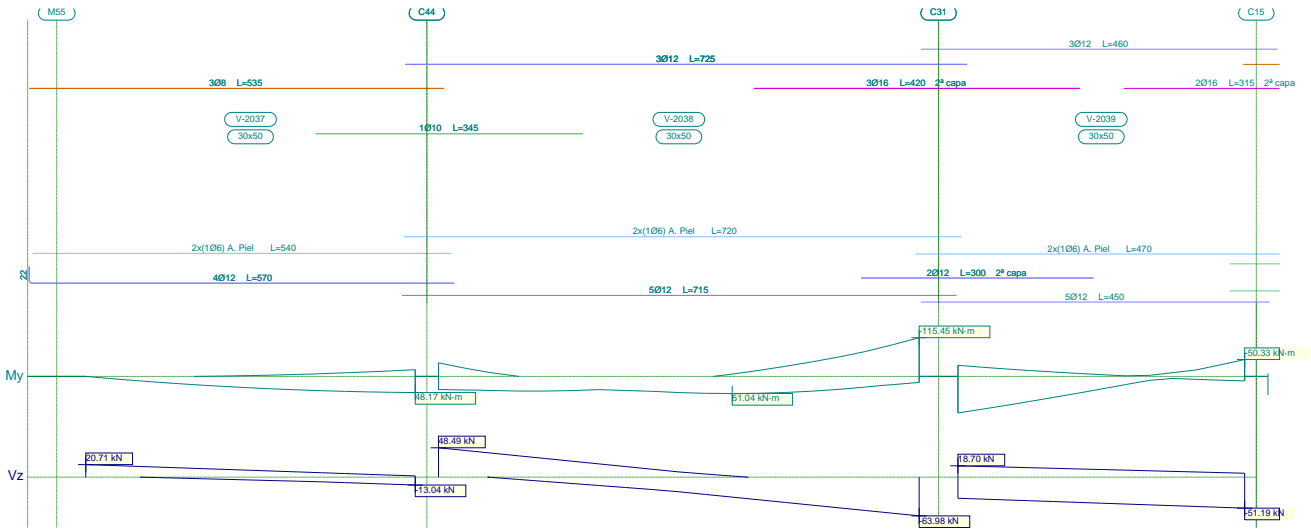 M55 C44 C31 C15
3Ø12 L=460
3Ø12 L=725
3Ø8 L=535 3Ø16 L=420 2ª capa 2Ø16 L=315 2ª capa
V-2037 V-2038 V-2039
1Ø10 L=345
30x50 30x50 30x50
2x(1Ø6) A. Piel L=720
2x(1Ø6) A. Piel L=540 2x(1Ø6) A. Piel L=470
22
4Ø12 L=570 2Ø12 L=300 2ª capa
5Ø12 L=715 5Ø12 L=450
-115.45 kN·m
-50.33 kN·m
My
48.17 kN·m 51.04 kN·m
48.49 kN
20.71 kN 18.70 kN
Vz
-13.04 kN
-63.98 kN -51.19 kN